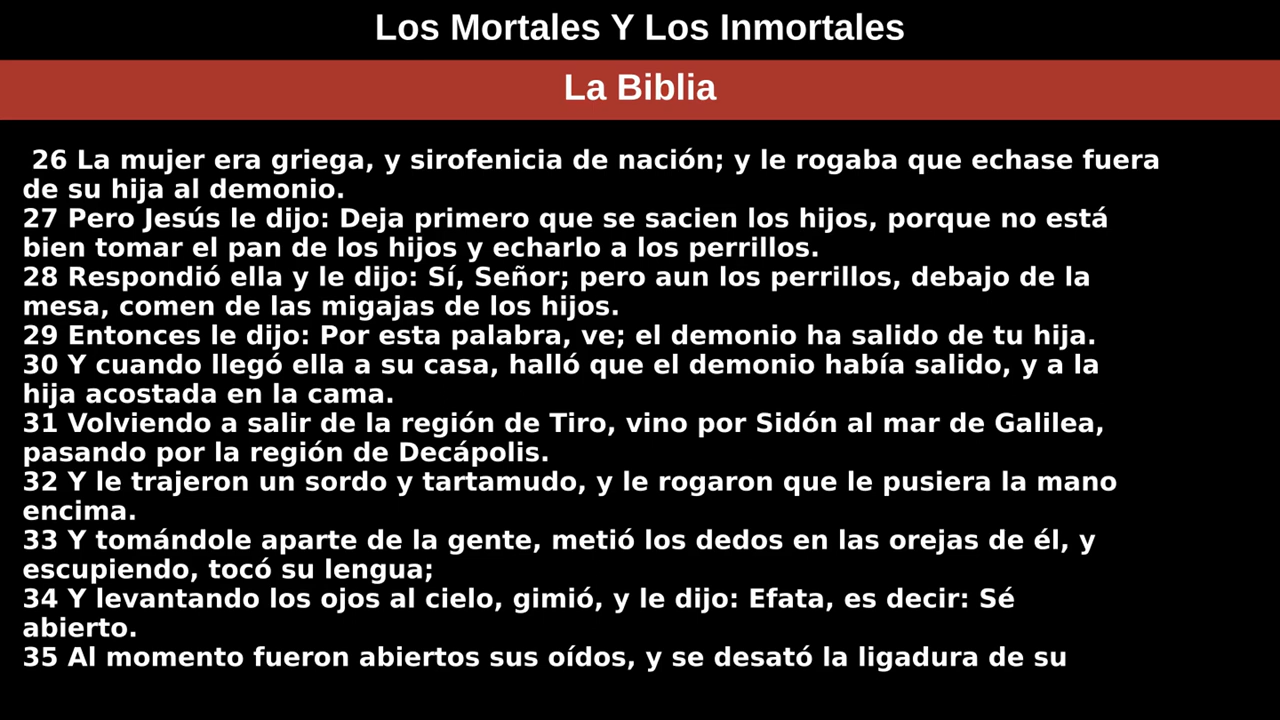 Los Mortales Y Los Inmortales
La Biblia
26 La mujer era griega, y sirofenicia de nación; y le rogaba que echase fuera
de su hija al demonio.
27 Pero Jesús le dijo: Deja primero que se sacien los hijos, porque no está
bien tomar el pan de los hijos y echarlo a los perrillos.
28 Respondió ella y le dijo: Sí, Señor; pero aun los perrillos, debajo de la
mesa, comen de las migajas de los hijos.
29 Entonces le dijo: Por esta palabra, ve; el demonio ha salido de tu hija.
30 Y cuando llegó ella a su casa, halló que el demonio había salido, y a la
hija acostada en la cama.
31 Volviendo a salir de la región de Tiro, vino por Sidón al mar de Galilea,
pasando por la región de Decápolis.
32 Y le trajeron un sordo y tartamudo, y le rogaron que le pusiera la mano
encima.
33 Y tomándole aparte de la gente, metió los dedos en las orejas de él, y
escupiendo, tocó su lengua;
34 Y levantando los ojos al cielo, gimió, y le dijo: Efata, es decir: Sé
abierto.
35 Al momento fueron abiertos sus oídos, y se desató la ligadura de su